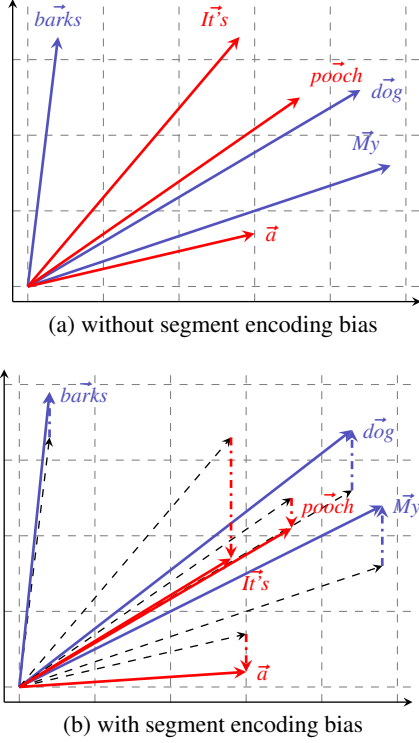 barks
It's
pooch
dog
My
a
(a) without segment encoding bias
barks
dog
pooch
My
It's
a
(b) with segment encoding bias